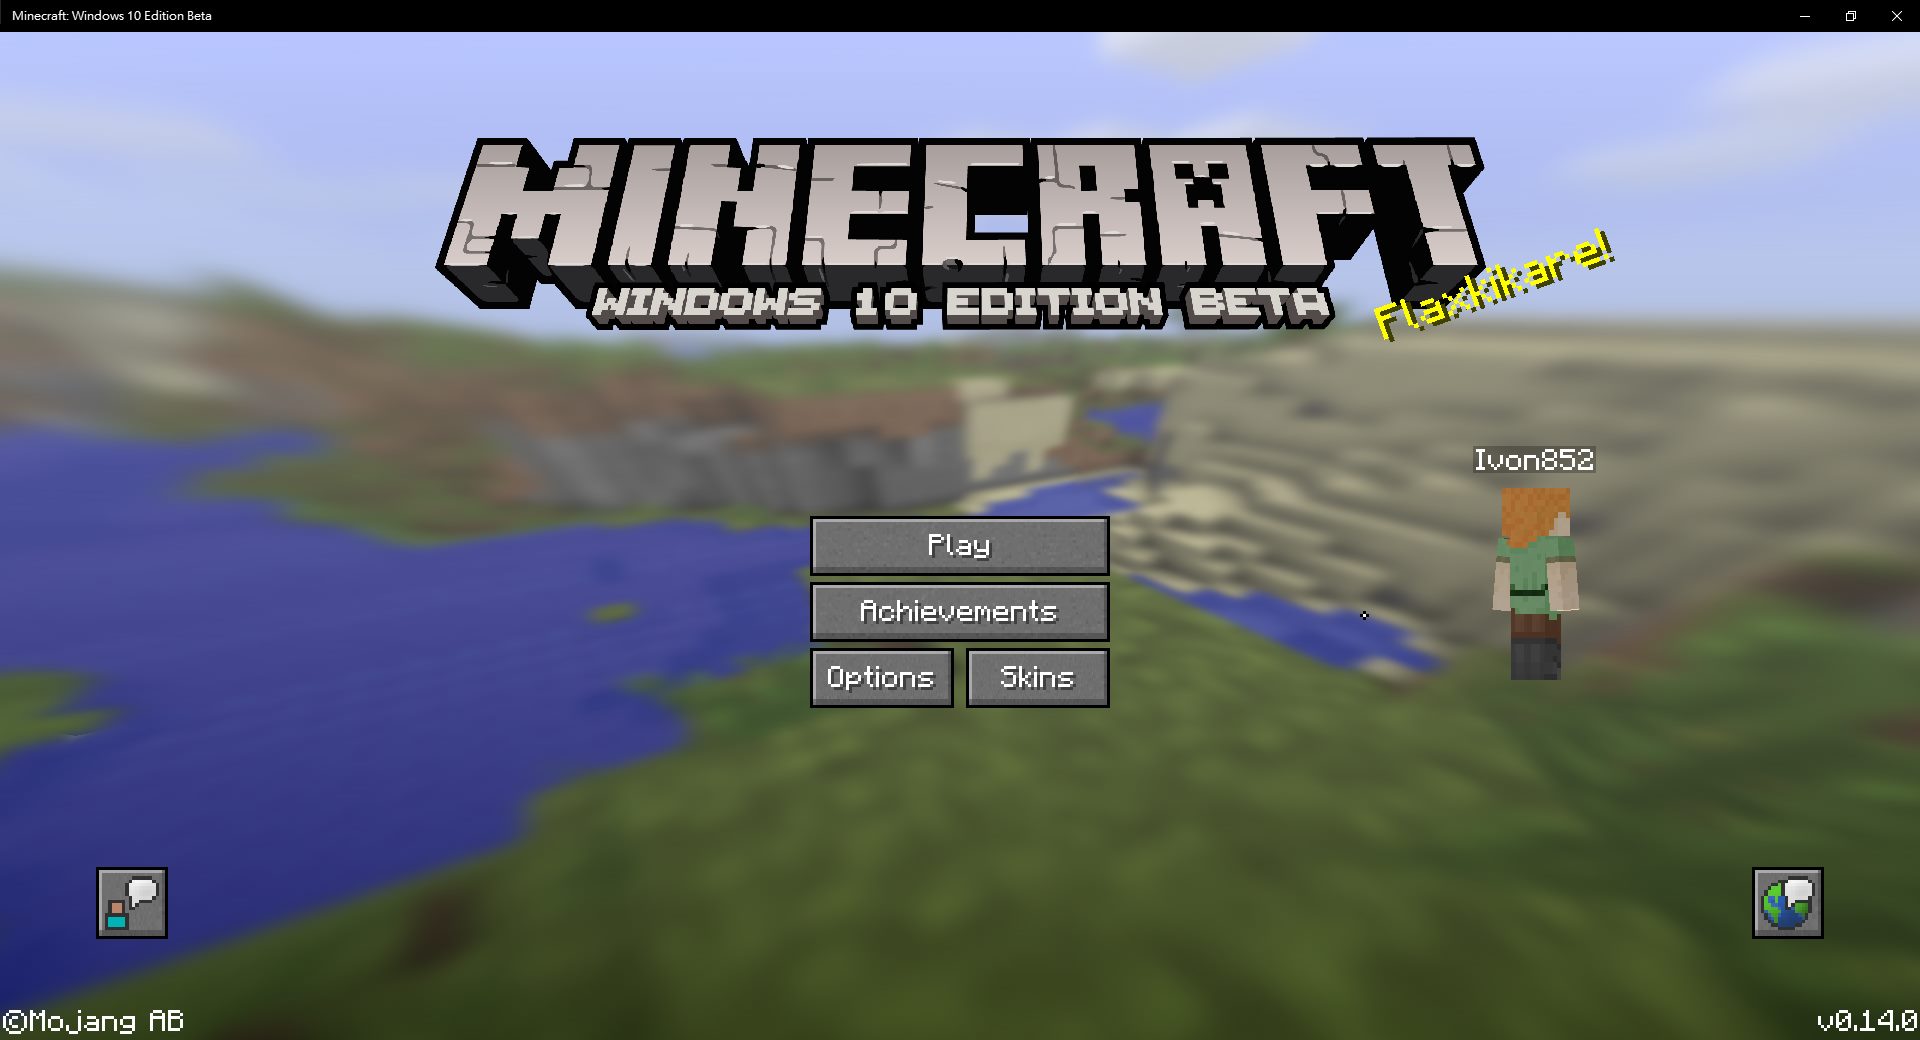 Minecraft: Windows 10 Edition Beta
MINECRAFT
WINDOWS 10 EDITION BETA
Flaxkikare!
Ivon852
Play
Achievements
Options
Skins
©Mojang AB
v0.14.0